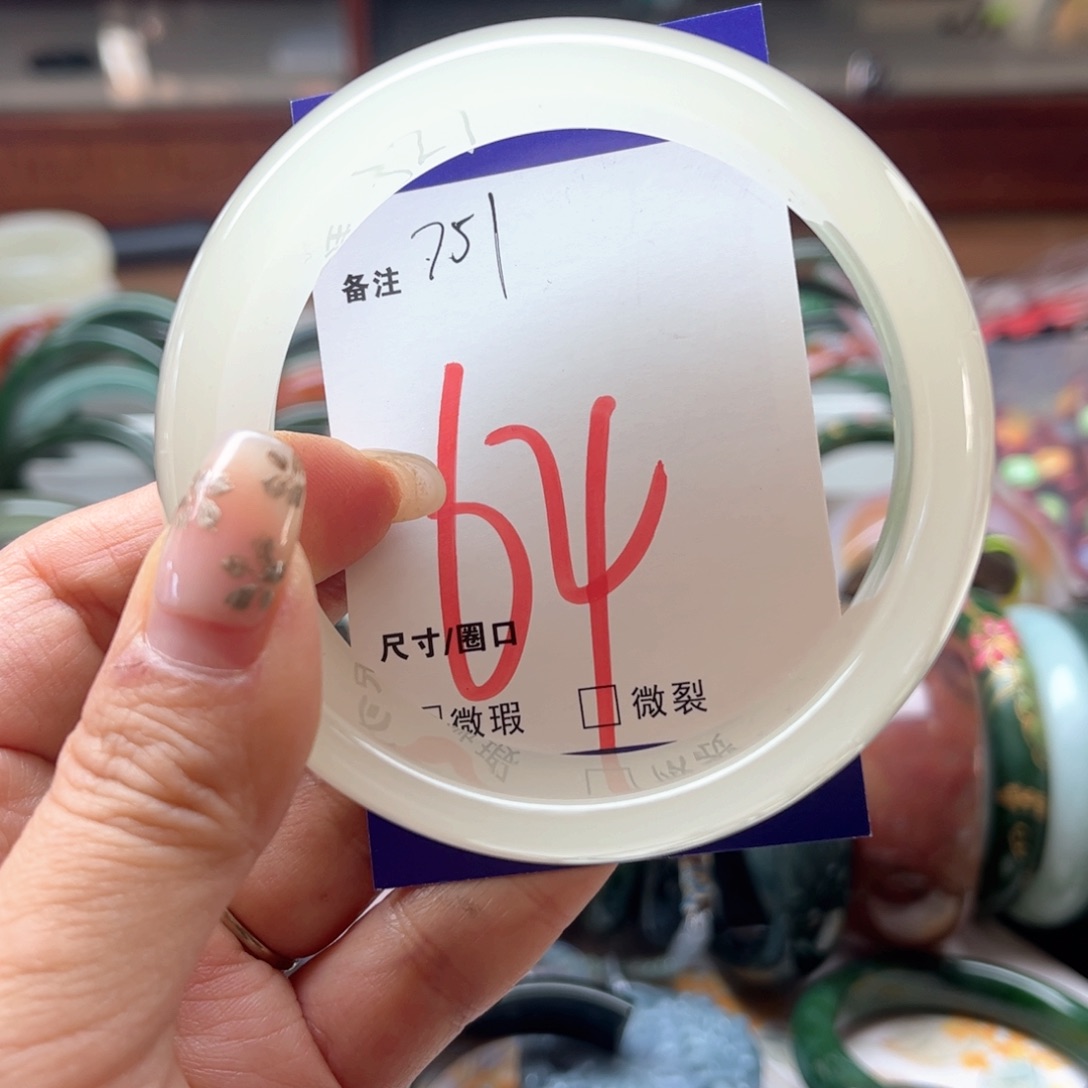 备注 751
64
尺寸/圈口
微瑕 □ 微裂